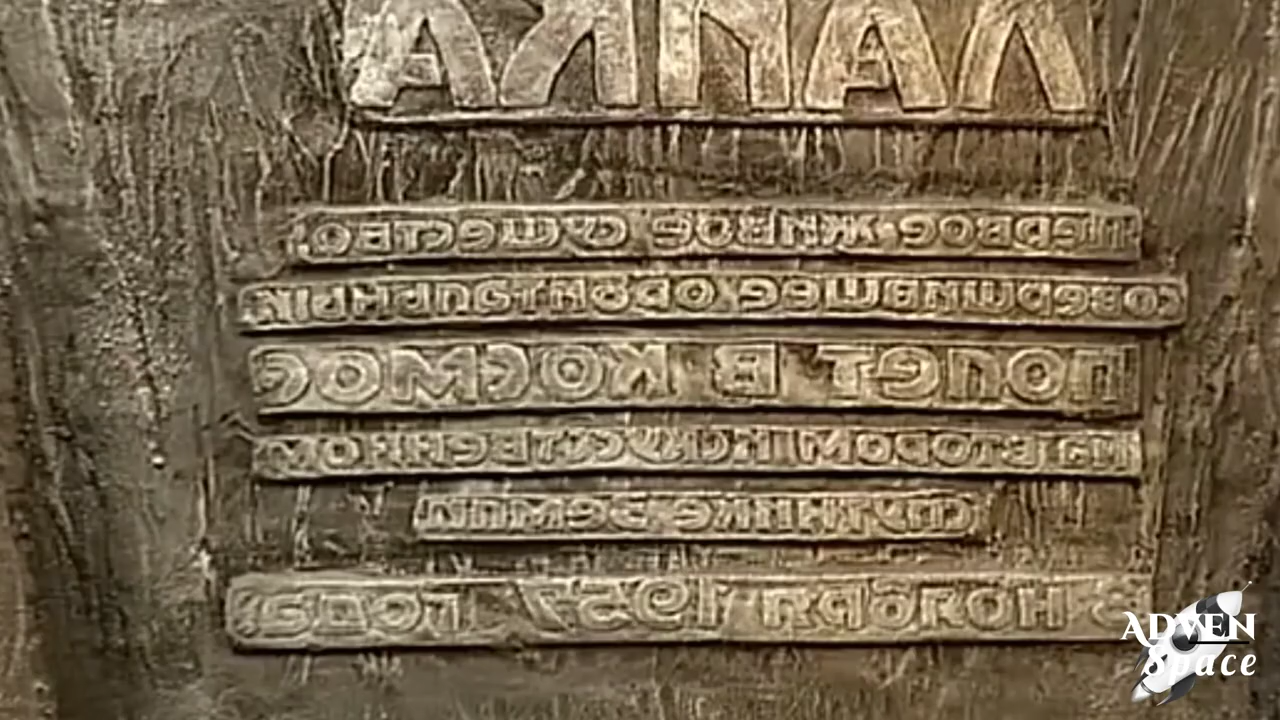 ЛАЙКА
ПЕРВОЕ ЖИВОЕ СУЩЕСТВО,
СОВЕРШИВШЕЕ ОРБИТАЛЬНЫЙ
ПОЛЕТ В КОСМОС
НА ВТОРОМ ИСКУССТВЕННОМ
СПУТНИКЕ ЗЕМЛИ
3 НОЯБРЯ 1957 ГОДА.
ADVEN
Space